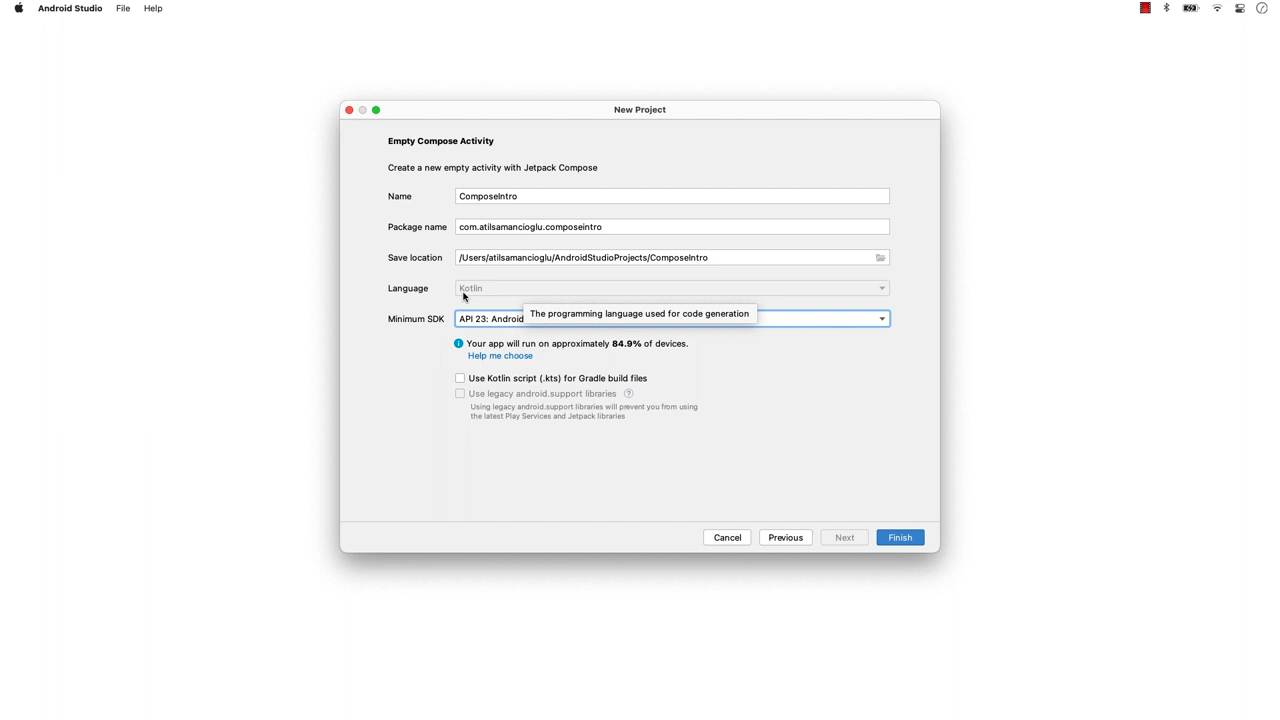 Android Studio File Help
New Project
Empty Compose Activity
Create a new empty activity with Jetpack Compose
Name ComposeIntro
Package name com.atilsamancioglu.composeintro
Save location /Users/atilsamancioglu/AndroidStudioProjects/ComposeIntro
Language Kotlin
The programming language used for code generation
Minimum SDK API 23: Android
Your app will run on approximately 84.9% of devices.
Help me choose
Use Kotlin script (.kts) for Gradle build files
Use legacy android.support libraries ?
Using legacy android.support libraries will prevent you from using
the latest Play Services and Jetpack libraries
Cancel Previous Next Finish